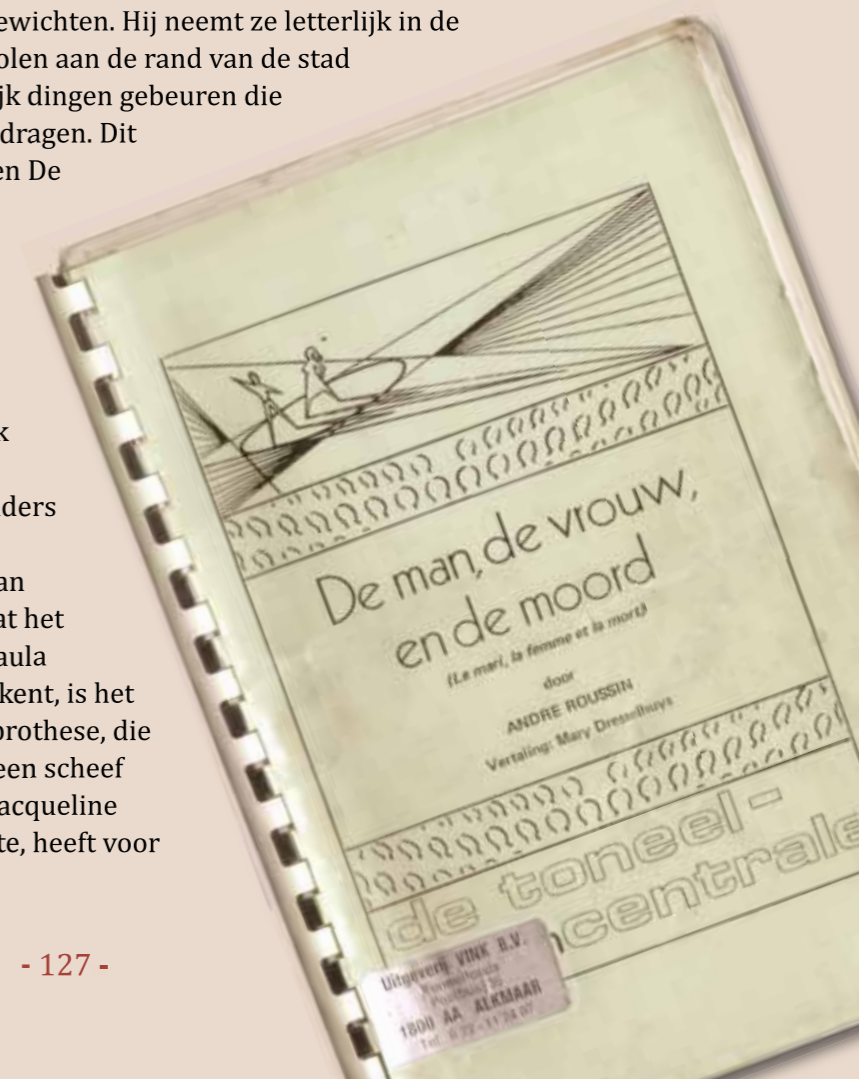 ewichten. Hij neemt ze letterlijk in de
olen aan de rand van de stad
jk dingen gebeuren die
dragen. Dit
en De
k
ders
an
at het
aula
kent, is het
prothese, die
een scheef
acqueline
te, heeft voor
- 127 -
De man, de vrouw,
en de moord
(Le mari, la femme et la mort)
door
ANDRE ROUSSIN
Vertaling: Mary Dresselhuys
de toneel-
centrale
Uitgeverij VINK B.V.
1800 AA ALKMAAR